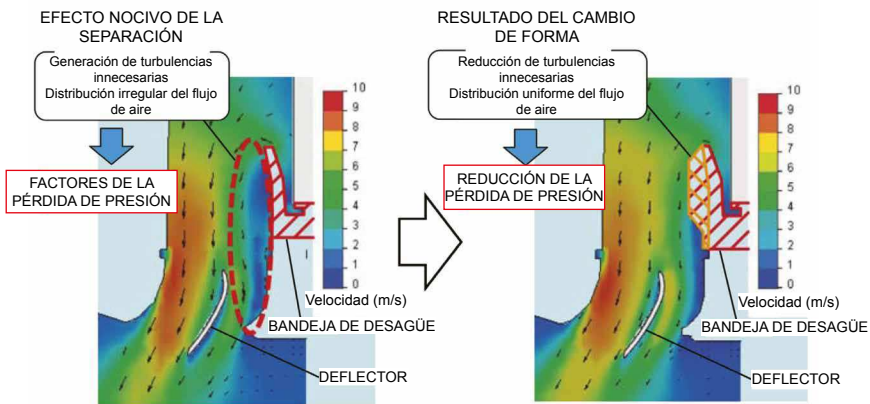 EFECTO NOCIVO DE LA
SEPARACIÓN
Generación de turbulencias
innecesarias
Distribución irregular del flujo
de aire
FACTORES DE LA
PÉRDIDA DE PRESIÓN
10
9
8
7
6
5
4
3
2
1
0
Velocidad (m/s)
BANDEJA DE DESAGÜE
DEFLECTOR
RESULTADO DEL CAMBIO
DE FORMA
Reducción de turbulencias
innecesarias
Distribución uniforme del flujo
de aire
REDUCCIÓN DE LA
PÉRDIDA DE PRESIÓN
10
9
8
7
6
5
4
3
2
1
0
Velocidad (m/s)
BANDEJA DE DESAGÜE
DEFLECTOR